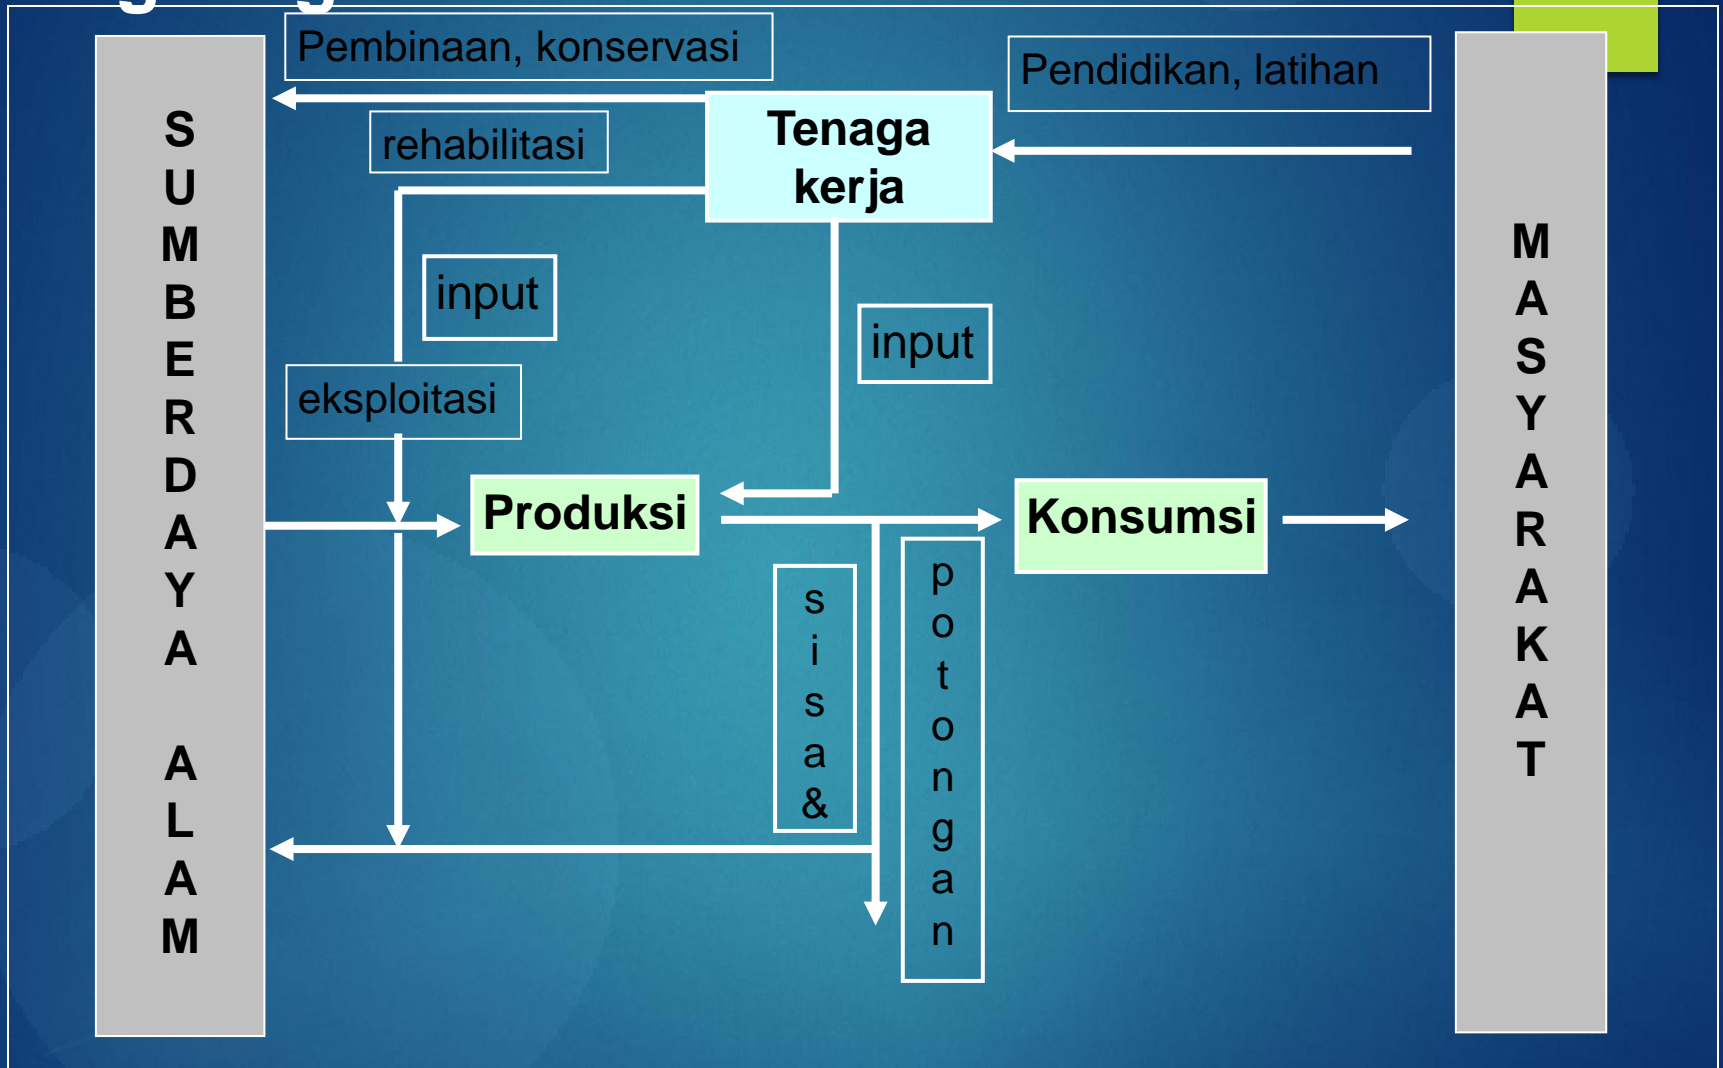 Pembinaan, konservasi
Pendidikan, latihan
rehabilitasi
Tenaga
kerja
SUMBERDAYA ALAM
input
input
eksploitasi
Produksi
Konsumsi
sisa&
potongan
MASYARAKAT